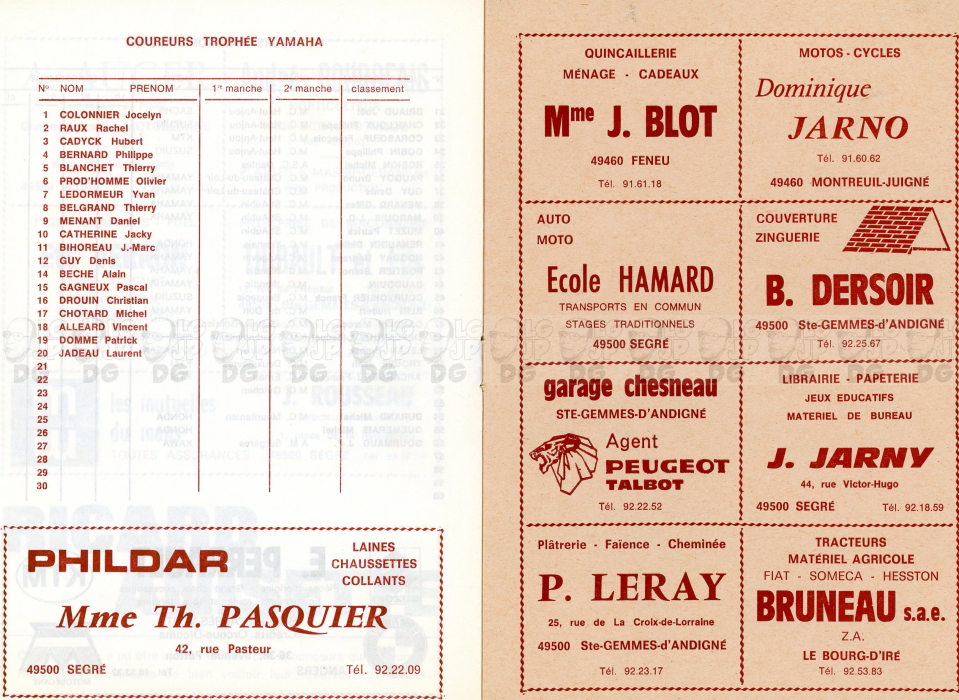 COUREURS TROPHÉE YAMAHA
Nº NOM PRENOM 1re manche 2e manche classement
1 COLONNIER Jocelyn
2 RAUX Rachel
3 CADYCK Hubert
4 BERNARD Philippe
5 BLANCHET Thierry
6 PROD'HOMME Olivier
7 LEDORMEUR Yvan
8 BELGRAND Thierry
9 MENANT Daniel
10 CATHERINE Jacky
11 BIHOREAU J.-Marc
12 GUY Denis
14 BECHE Alain
15 GAGNEUX Pascal
16 DROUIN Christian
17 CHOTARD Michel
18 ALLEARD Vincent
19 DOMME Patrick
20 JADEAU Laurent
21
22
23
24
25
26
27
28
29
30
PHILDAR
LAINES
CHAUSSETTES
COLLANTS
Mme Th. PASQUIER
42, rue Pasteur
49500 SEGRÉ Tél. 92.22.09
QUINCAILLERIE
MÉNAGE - CADEAUX
Mme J. BLOT
49460 FENEU
Tél. 91.61.18
MOTOS - CYCLES
Dominique
JARNO
Tél. 91.60.62
49460 MONTREUIL-JUIGNÉ
AUTO
MOTO
Ecole HAMARD
TRANSPORTS EN COMMUN
STAGES TRADITIONNELS
49500 SEGRÉ
COUVERTURE
ZINGUERIE
B. DERSOIR
49500 Ste-GEMMES-d'ANDIGNÉ
Tél. 92.25.67
garage chesneau
STE-GEMMES-D'ANDIGNÉ
Agent
PEUGEOT
TALBOT
Tél. 92.22.52
LIBRAIRIE - PAPETERIE
JEUX EDUCATIFS
MATERIEL DE BUREAU
J. JARNY
44, rue Victor-Hugo
49500 SEGRÉ Tél. 92.18.59
Plâtrerie - Faïence - Cheminée
P. LERAY
25, rue de La Croix-de-Lorraine
49500 Ste-GEMMES-d'ANDIGNÉ
Tél. 92.23.17
TRACTEURS
MATÉRIEL AGRICOLE
FIAT - SOMECA - HESSTON
BRUNEAU s.a.e.
Z.A.
LE BOURG-D'IRÉ
Tél. 92.53.83